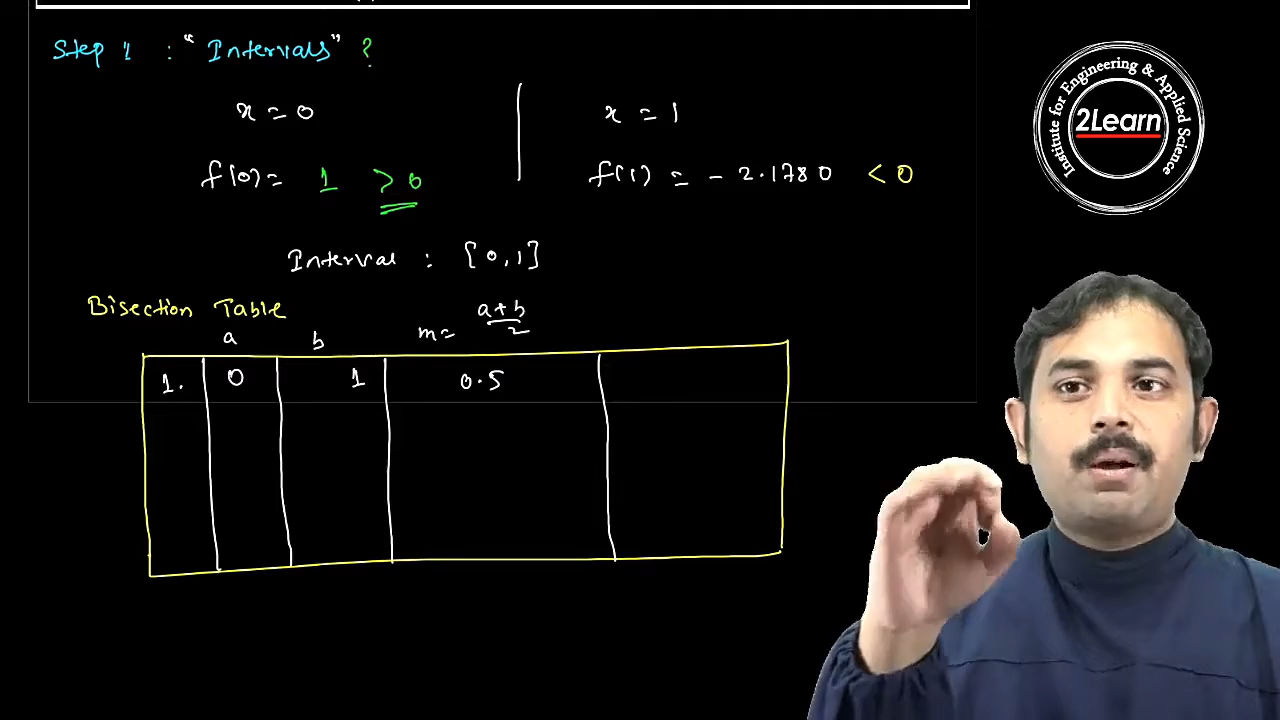 Step 1 : "Intervals" ?
x = 0
x = 1
f(0) = 1 > 0
f(1) = - 2.1780 < 0
Interval : [0,1]
Bisection Table
a b m = a+b/2
1. 0 1 0.5
Institute for Engineering & Applied Science
2Learn